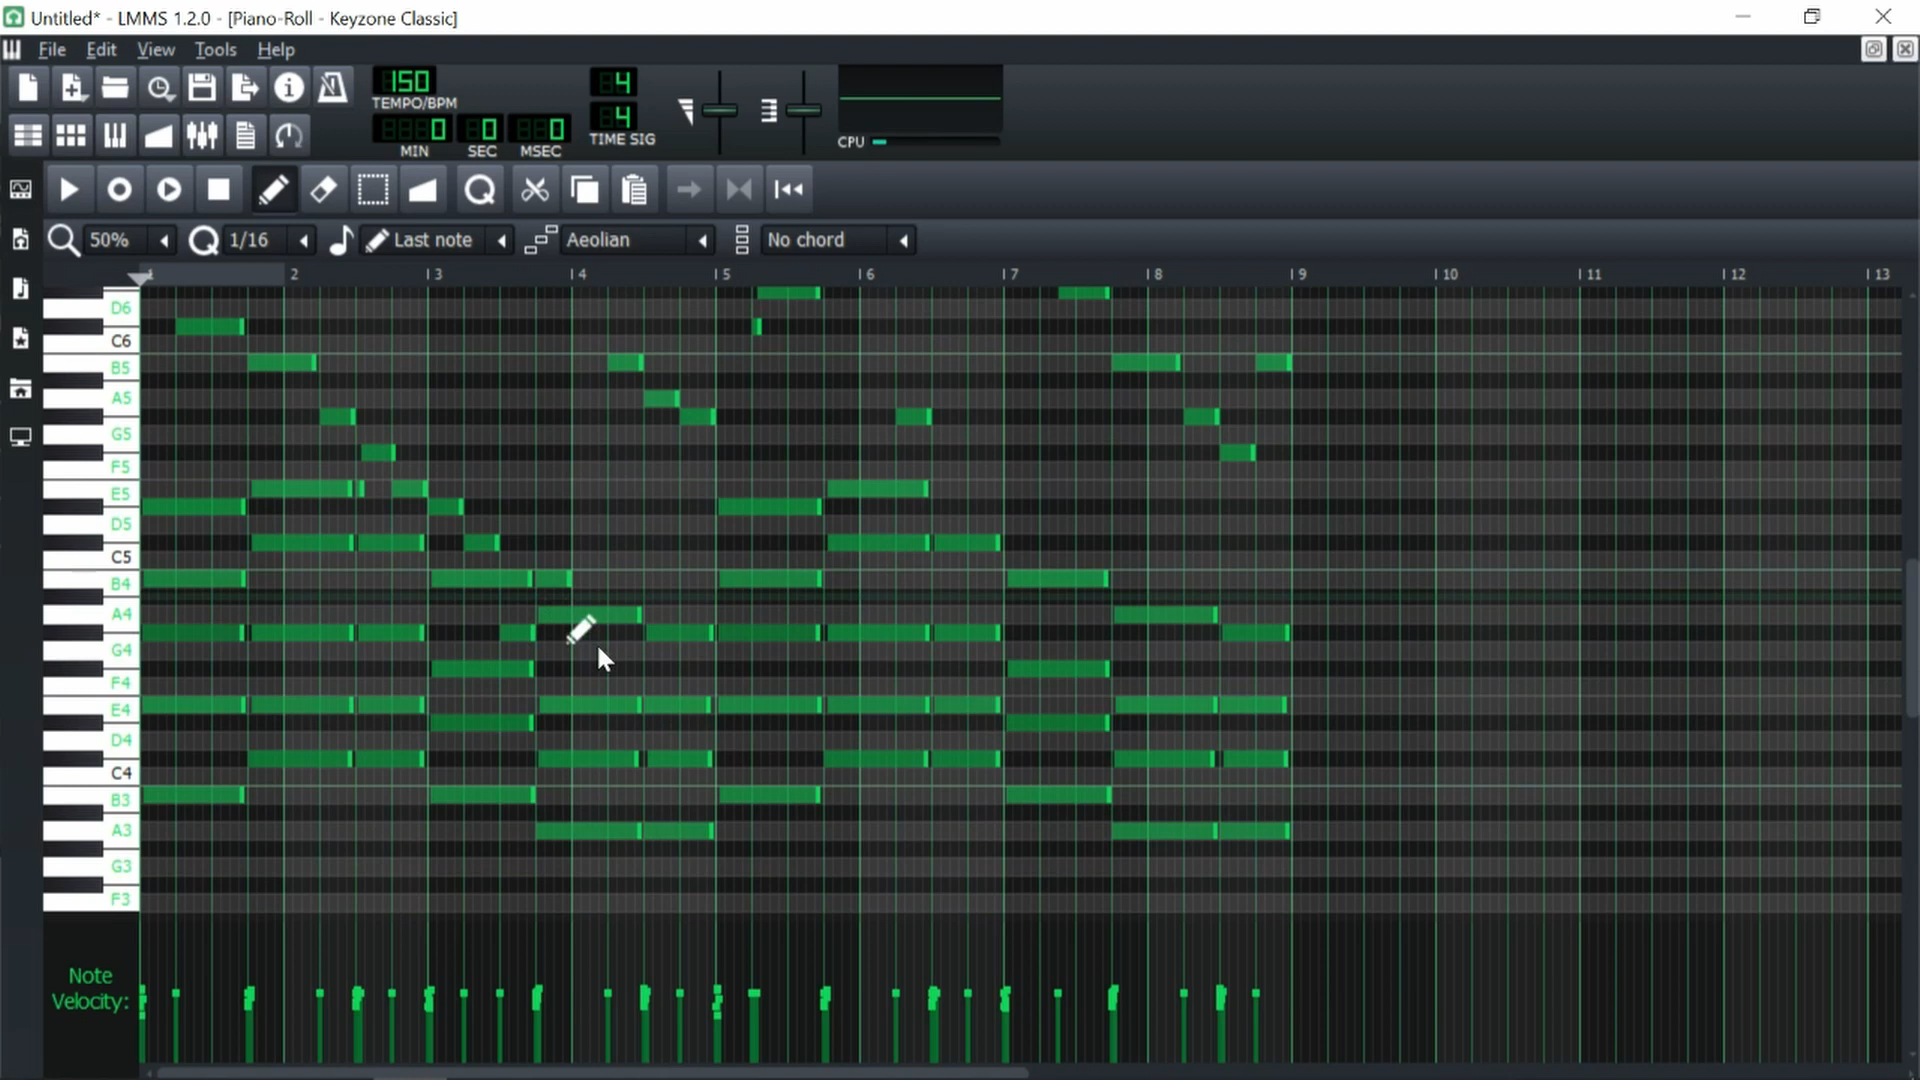 Untitled* - LMMS 1.2.0 - [Piano-Roll - Keyzone Classic]
File Edit View Tools Help
150
TEMPO/BPM
4
4
TIME SIG
0 0 0
MIN SEC MSEC
CPU
Q
50% Q 1/16 Last note Aeolian No chord
1 2 3 4 5 6 7 8 9 10 11 12 13
D6
C6
B5
A5
G5
F5
E5
D5
C5
B4
A4
G4
F4
E4
D4
C4
B3
A3
G3
F3
Note
Velocity: